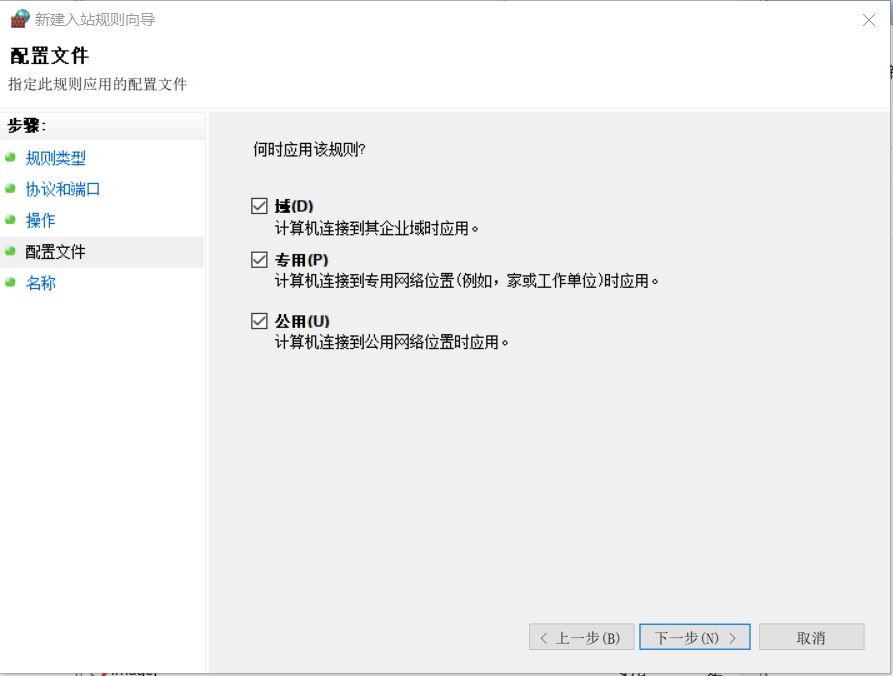 新建入站规则向导
配置文件
指定此规则应用的配置文件
步骤:
规则类型
协议和端口
操作
配置文件
名称
何时应用该规则?
域(D)
计算机连接到其企业域时应用。
专用(P)
计算机连接到专用网络位置(例如，家或工作单位)时应用。
公用(U)
计算机连接到公用网络位置时应用。
< 上一步(B)
下一步(N) >
取消